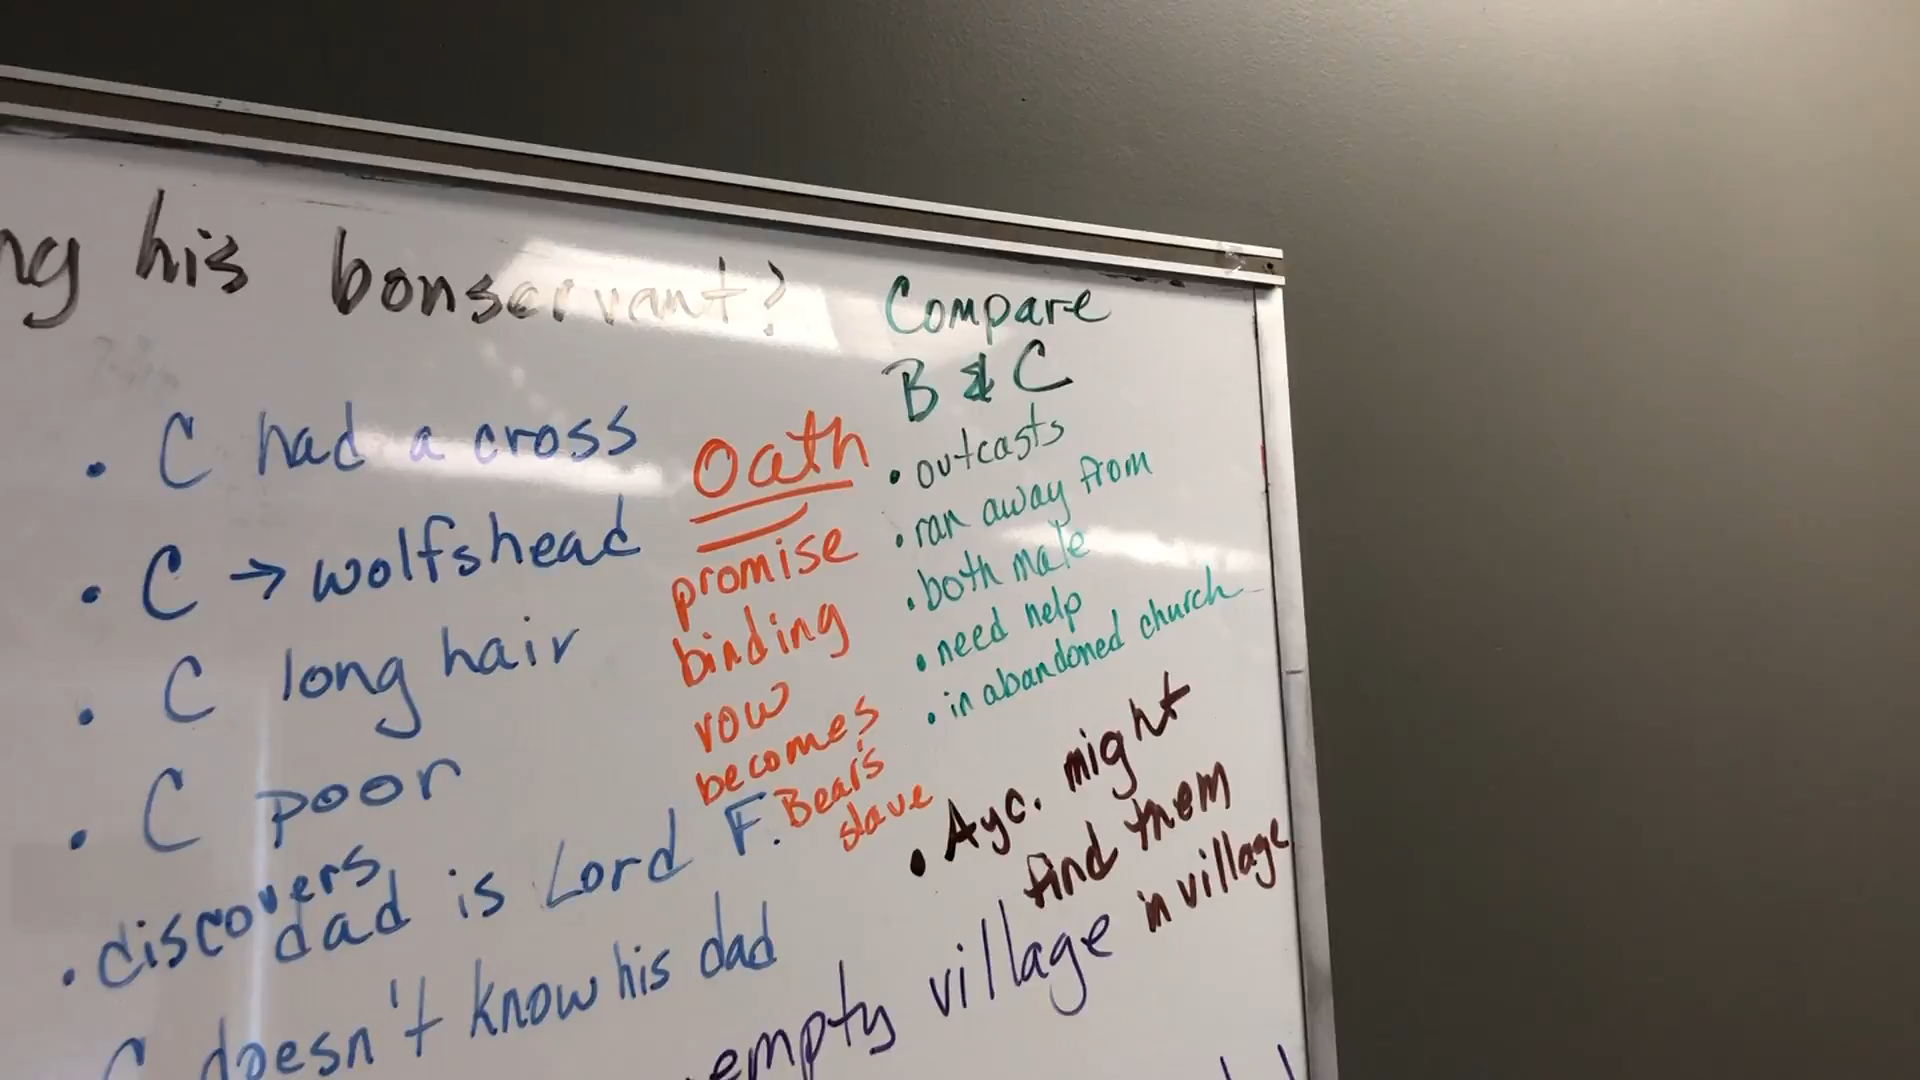 ng his bonservant?
• C had a cross
• C → wolfshead
• C long hair
• C poor
• discovers
dad is Lord F.
C doesn't know his dad
Oath
promise
binding
vow
becomes
Bear's
slave
Compare
B & C
• outcasts
• ran away from
• both male
• need help
• in abandoned church
• Ayc. might
find them
in village
empty village